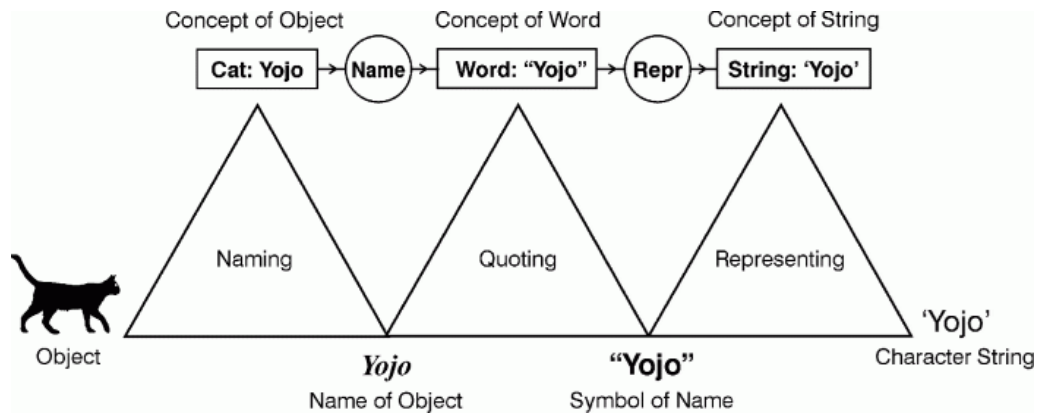 Concept of Object Concept of Word Concept of String
Cat: Yojo Name Word: “Yojo” Repr String: ‘Yojo’
Naming Quoting Representing
‘Yojo’
Object Yojo “Yojo” Character String
Name of Object Symbol of Name